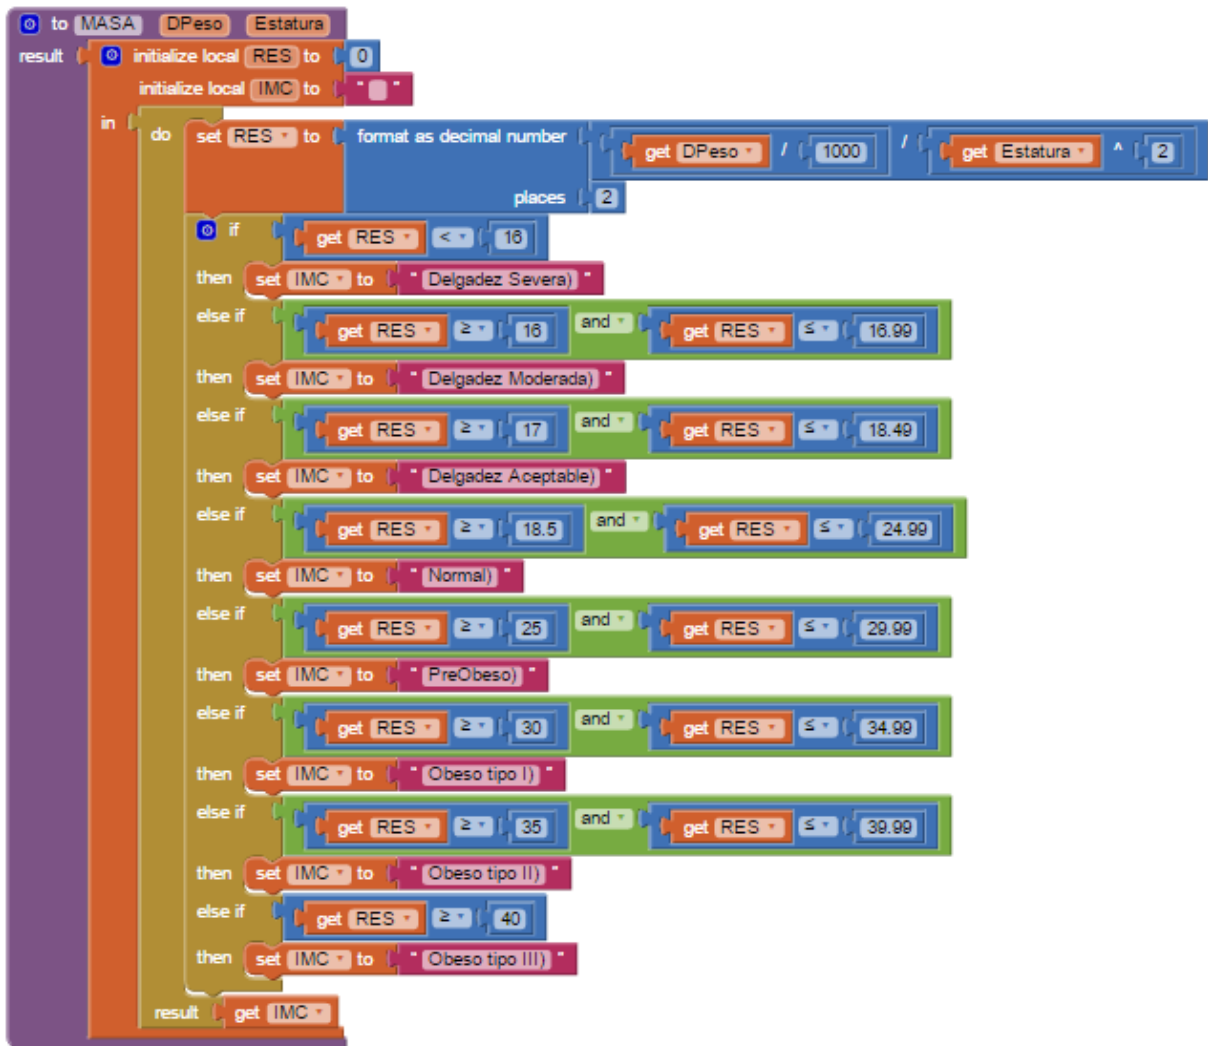 to MASA DPeso Estatura
result initialize local RES to 0
initialize local IMC to " "
in do set RES to format as decimal number get DPeso / 1000 / get Estatura ^ 2
places 2
if get RES < 16
then set IMC to " Delgadez Severa) "
else if get RES ≥ 16 and get RES ≤ 16.99
then set IMC to " Delgadez Moderada) "
else if get RES ≥ 17 and get RES ≤ 18.49
then set IMC to " Delgadez Aceptable) "
else if get RES ≥ 18.5 and get RES ≤ 24.99
then set IMC to " Normal) "
else if get RES ≥ 25 and get RES ≤ 29.99
then set IMC to " PreObeso) "
else if get RES ≥ 30 and get RES ≤ 34.99
then set IMC to " Obeso tipo I) "
else if get RES ≥ 35 and get RES ≤ 39.99
then set IMC to " Obeso tipo II) "
else if get RES ≥ 40
then set IMC to " Obeso tipo III) "
result get IMC